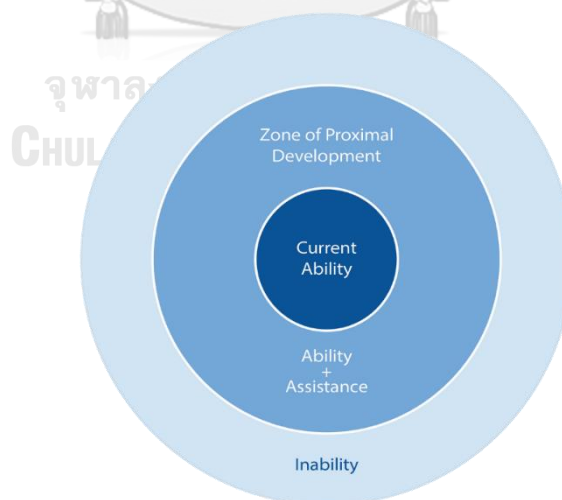 จุฬาล
CHUL
Zone of Proximal
Development
Current
Ability
Ability
+
Assistance
Inability